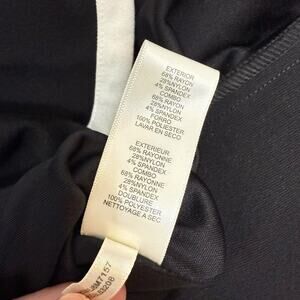 EXTERIOR
68% RAYON
28%NYLON
4% SPANDEX
COMBO
68% RAYON
28%NYLON
4% SPANDEX
FORRO
100% POLIESTER
LAVAR EN SECO.
EXTERIEUR
68% RAYONNE
28%NYLON
4% SPANDEX
COMBO
68% RAYONNE
28%NYLON
4% SPANDEX
DOUBLURE
100% POLYESTER
NETTOYAGE A SEC